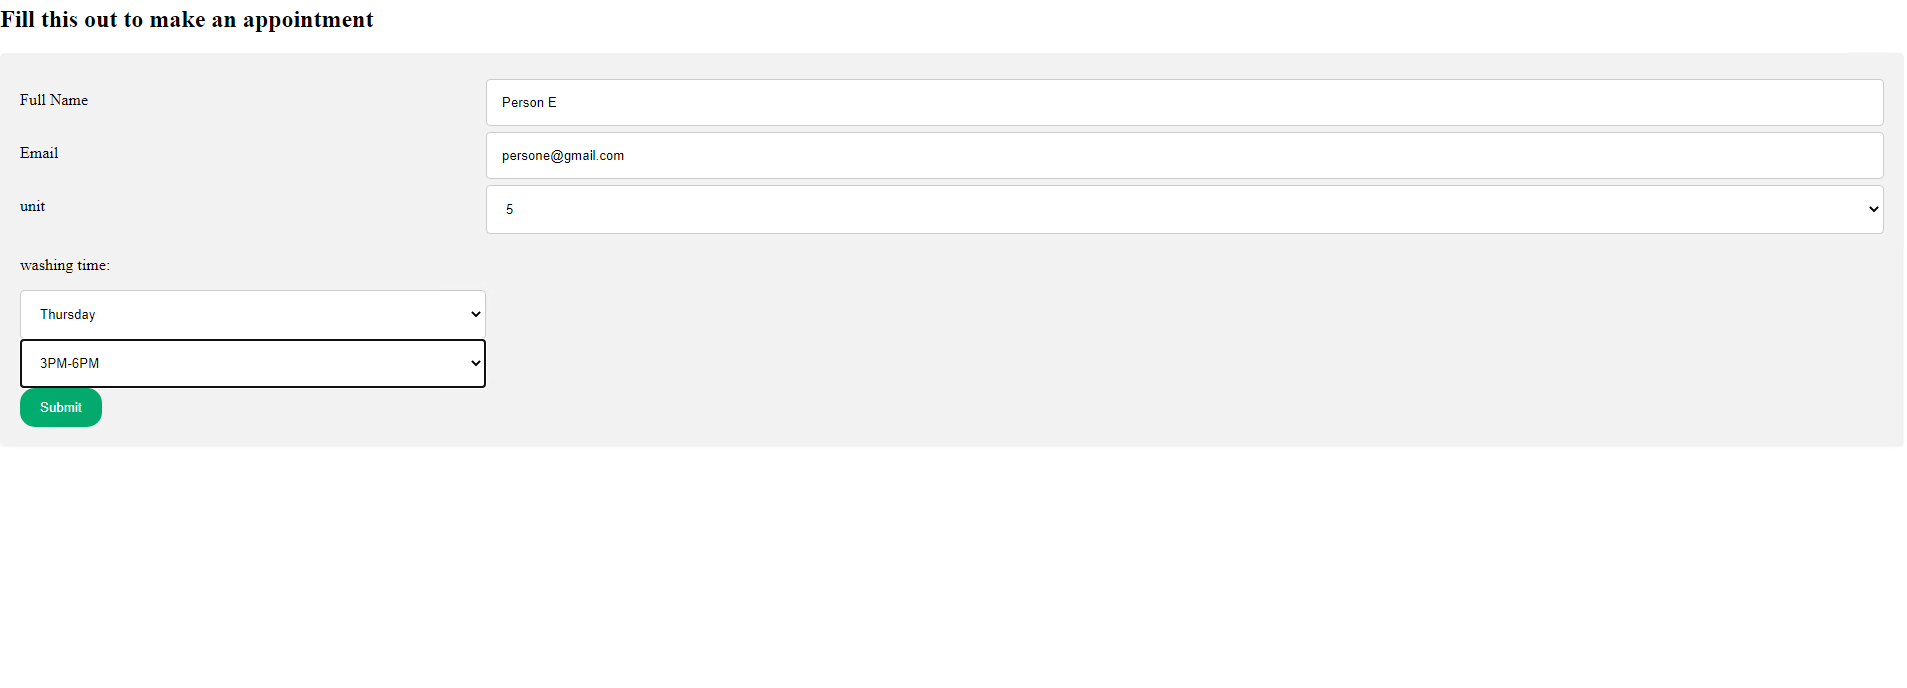 Fill this out to make an appointment
Full Name
Person E
Email
persone@gmail.com
unit
5
washing time:
Thursday
3PM-6PM
Submit